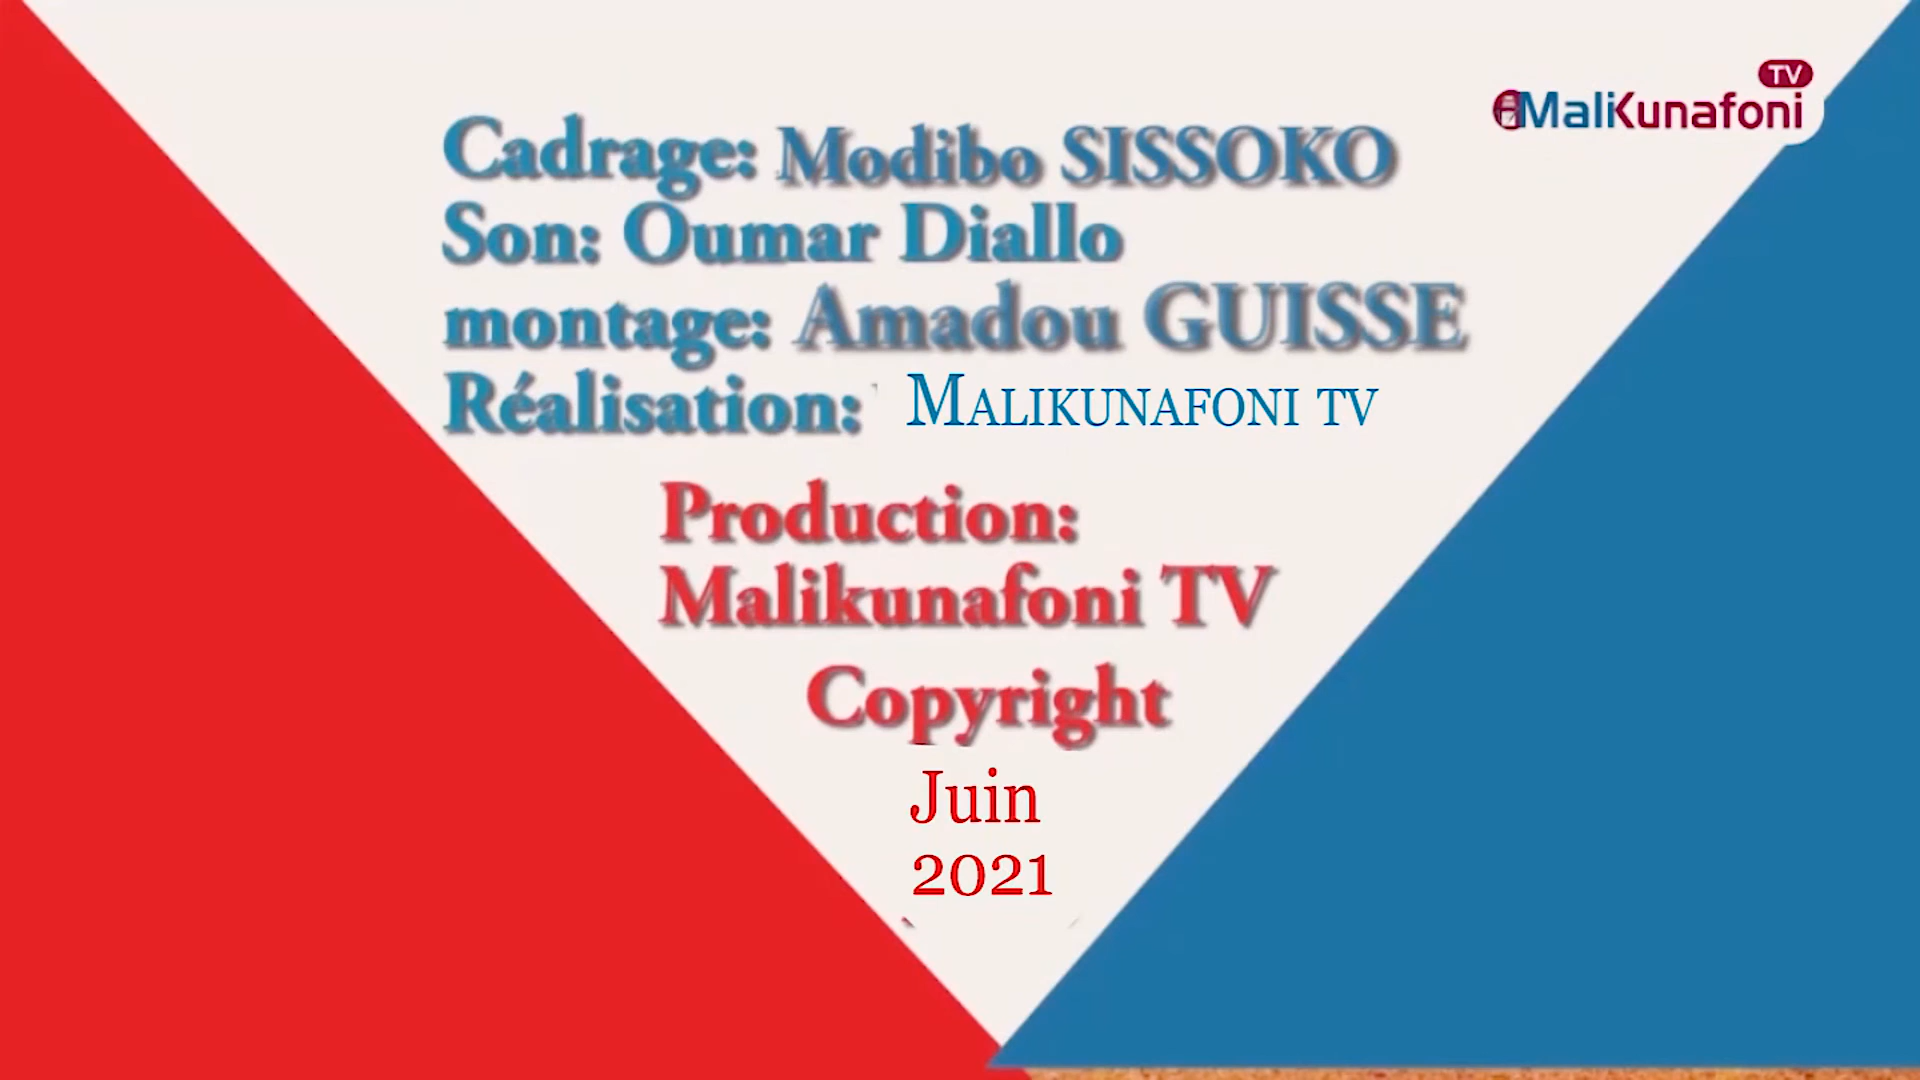 TV
MaliKunafoni
Cadrage: Modibo SISSOKO
Son: Oumar Diallo
montage: Amadou GUISSE
Réalisation: MALIKUNAFONI TV
Production:
Malikunafoni TV
Copyright
Juin
2021